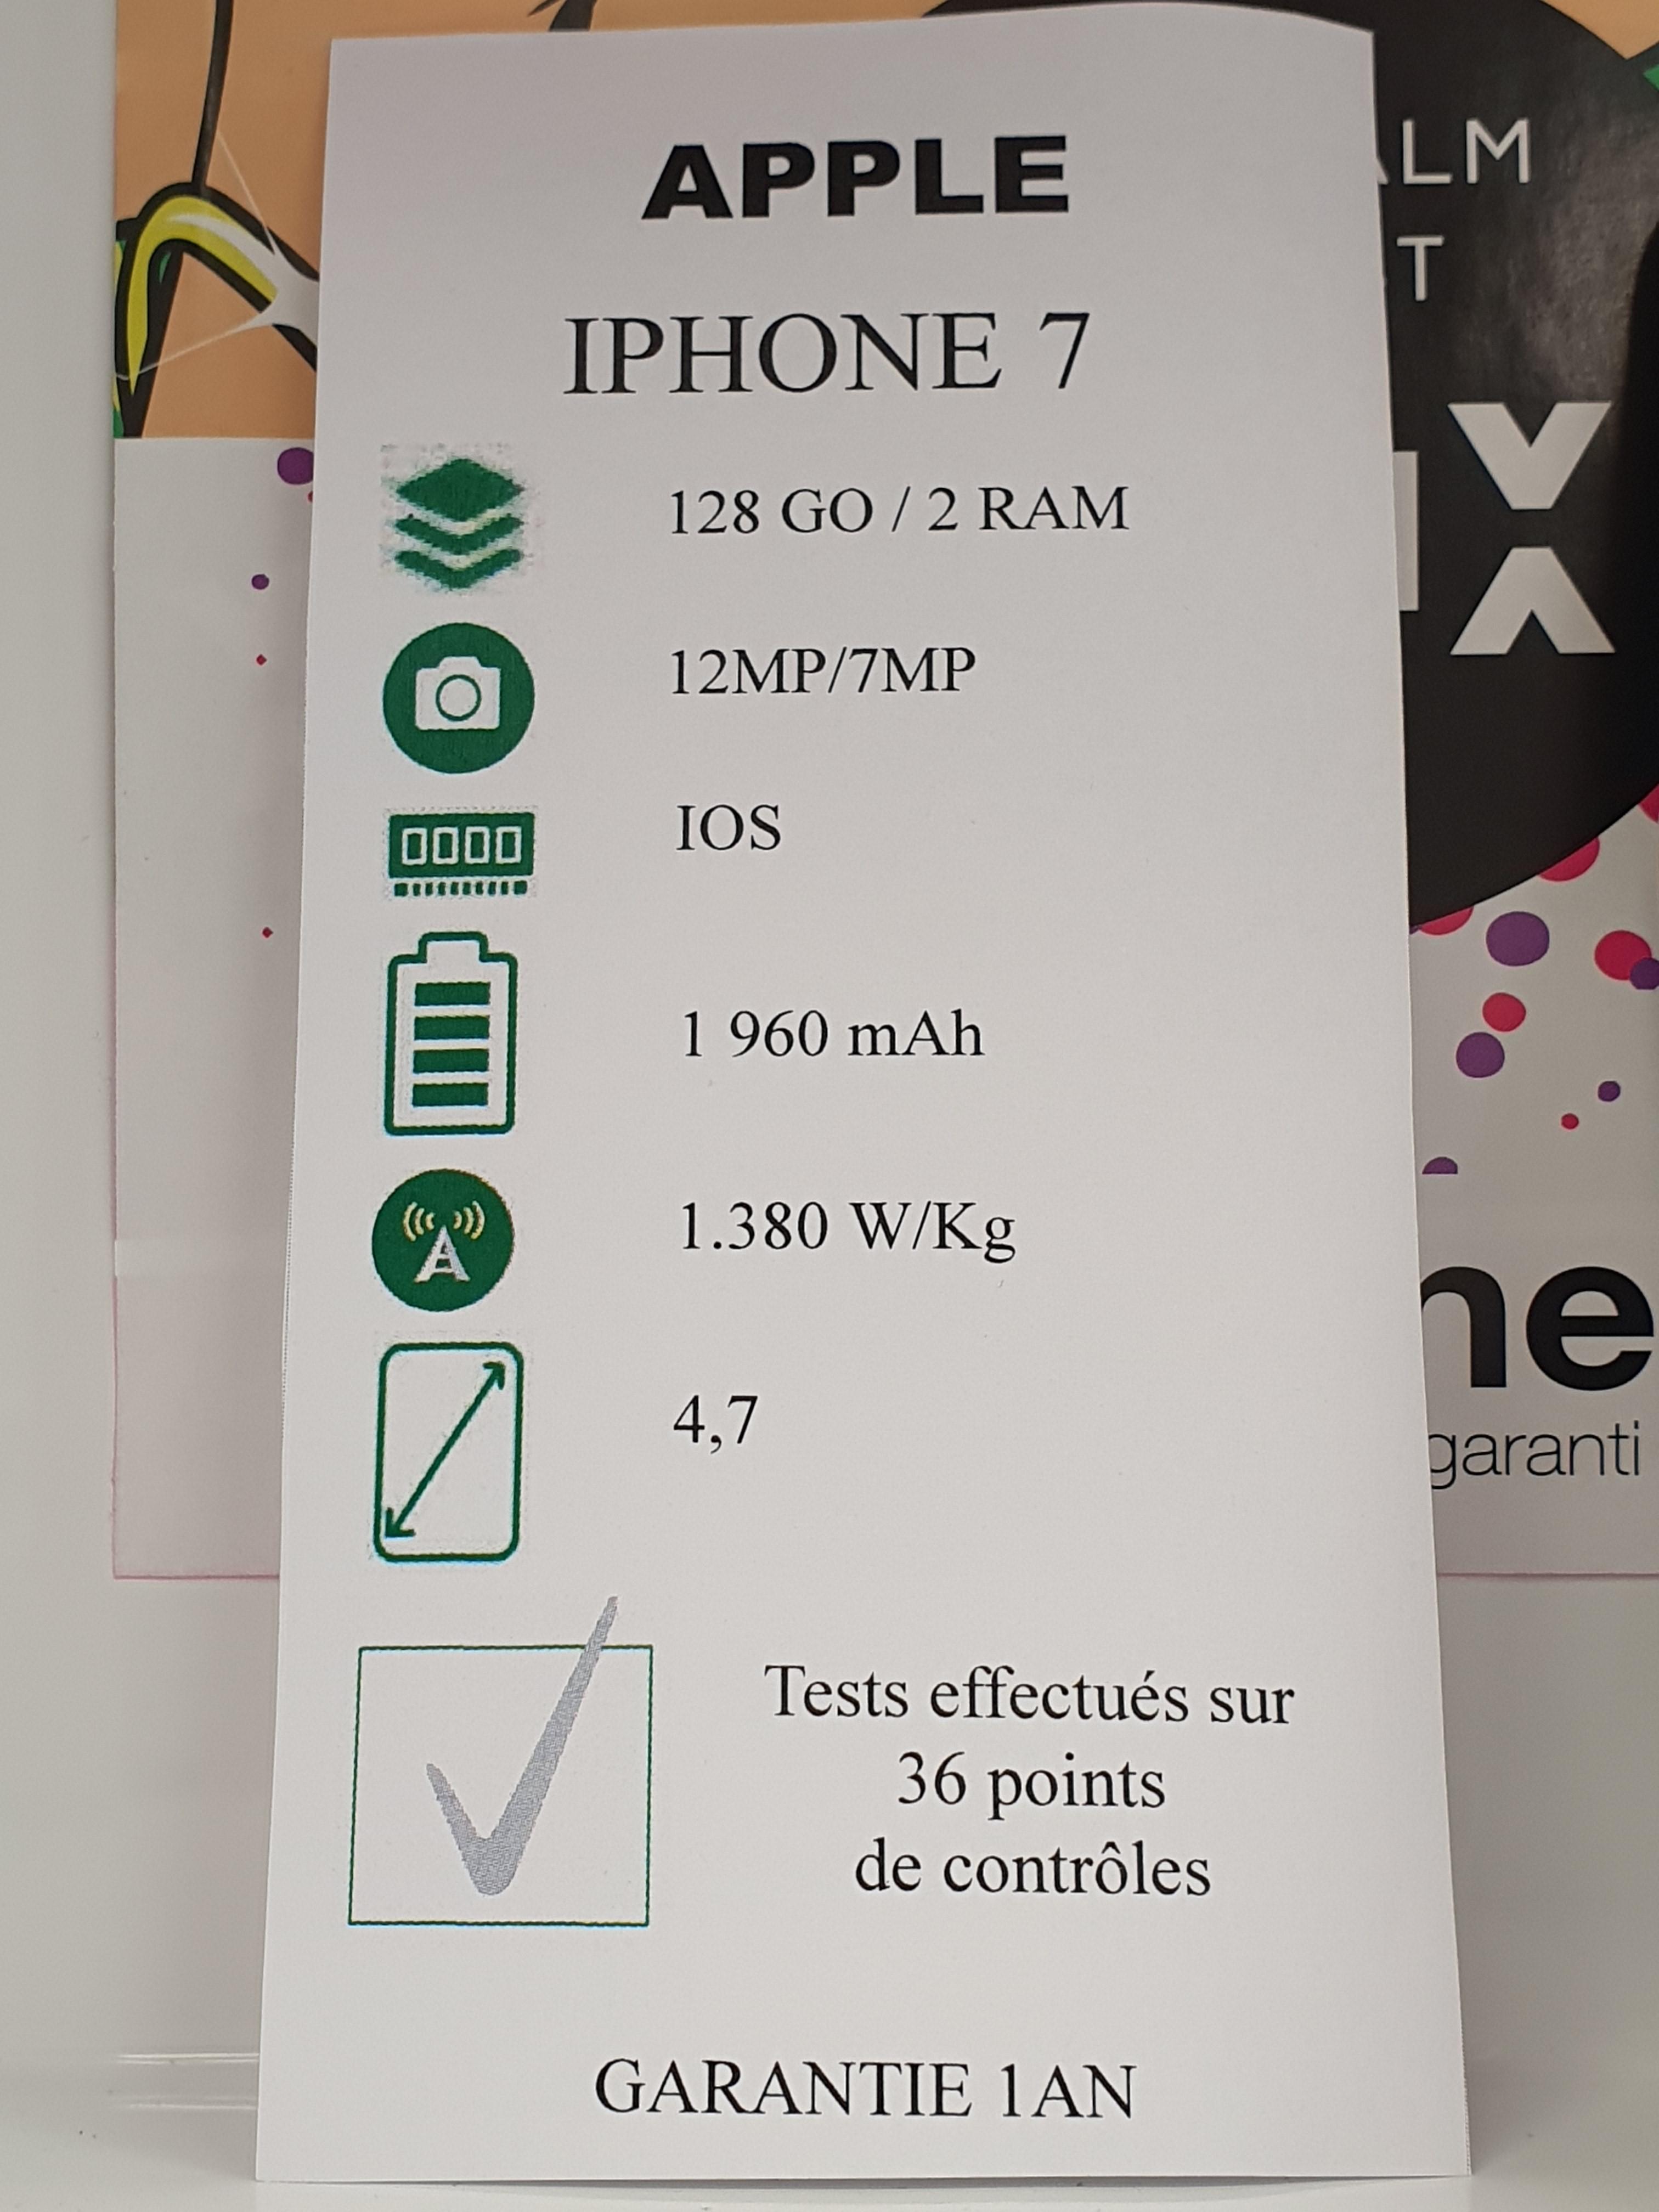 APPLE
IPHONE 7
128 GO / 2 RAM
12MP/7MP
IOS
1 960 mAh
1.380 W/Kg
4,7
Tests effectués sur
36 points
de contrôles
GARANTIE 1AN
garanti